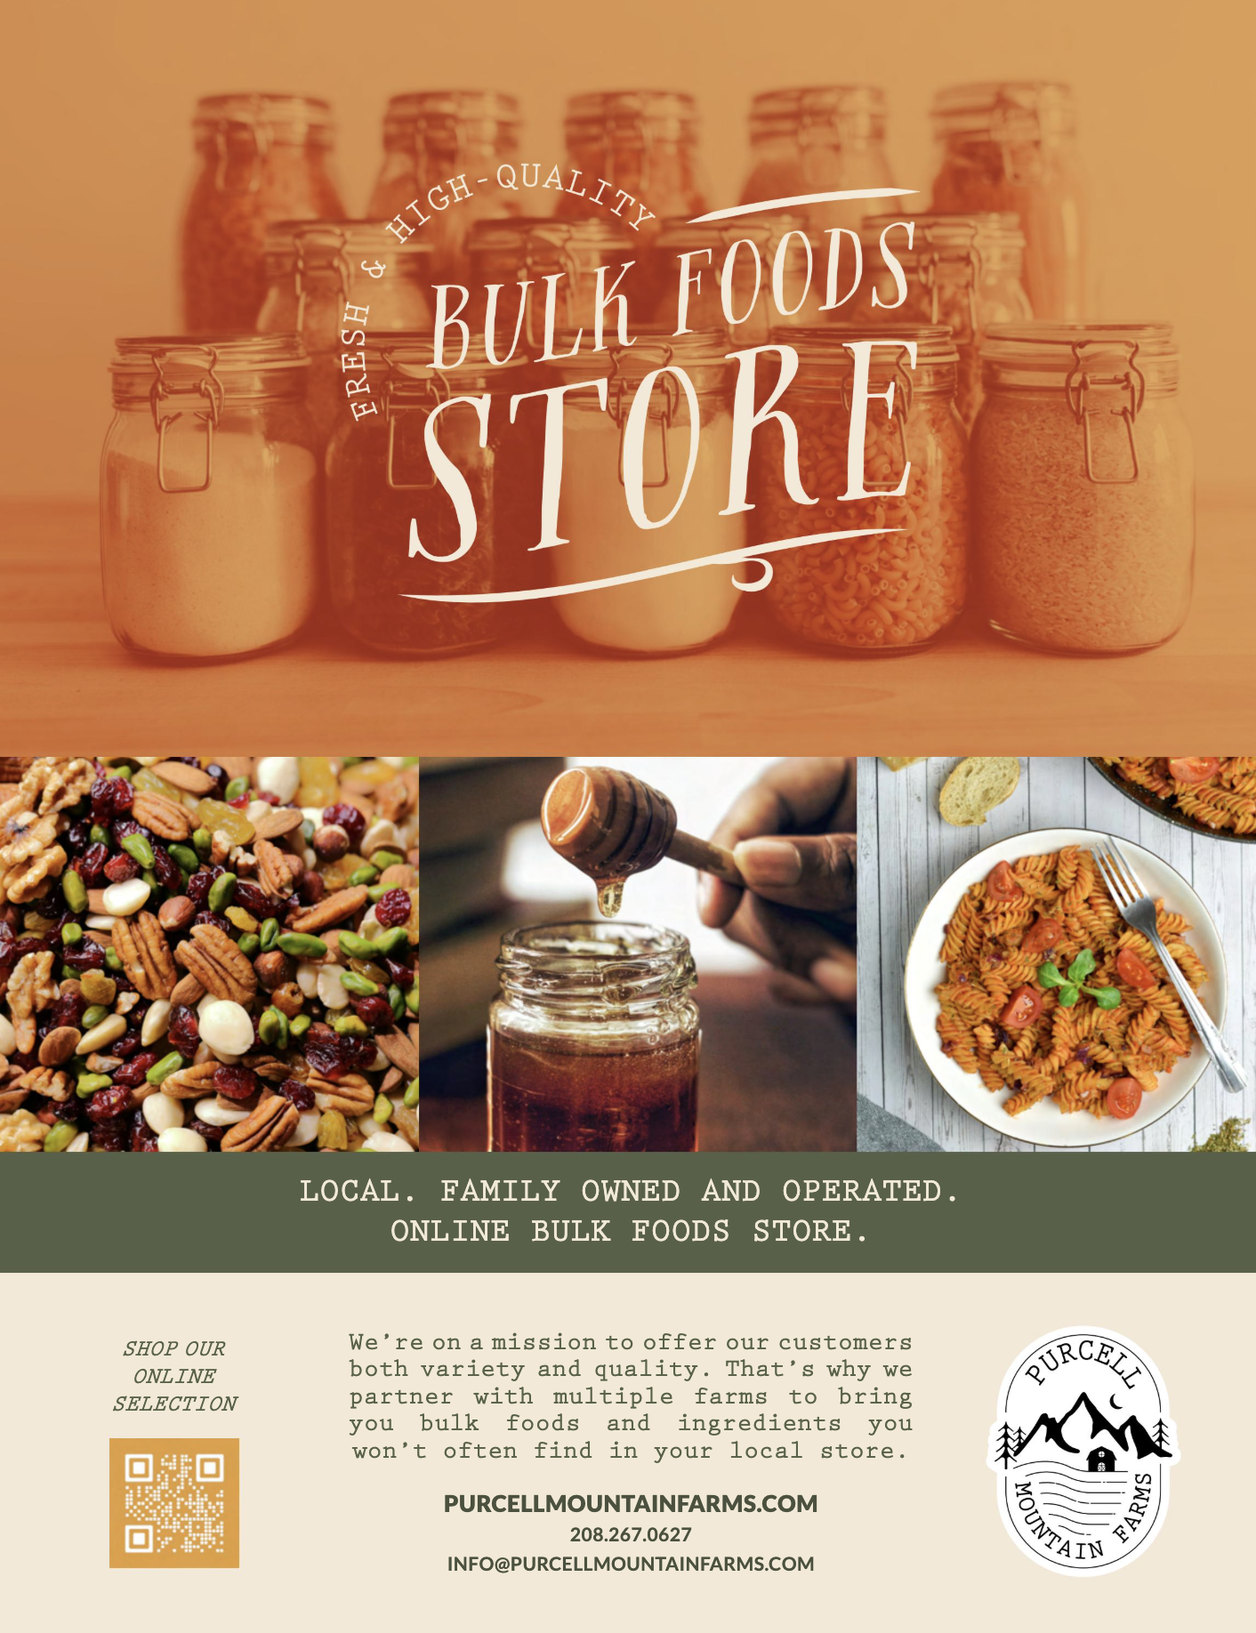 FRESH & HIGH-QUALITY
BULK FOODS
STORE
LOCAL. FAMILY OWNED AND OPERATED.
ONLINE BULK FOODS STORE.
SHOP OUR
ONLINE
SELECTION
We're on a mission to offer our customers
both variety and quality. That's why we
partner with multiple farms to bring
you bulk foods and ingredients you
won't often find in your local store.
PURCELLMOUNTAINFARMS.COM
208.267.0627
INFO@PURCELLMOUNTAINFARMS.COM
PURCELL
MOUNTAIN FARMS